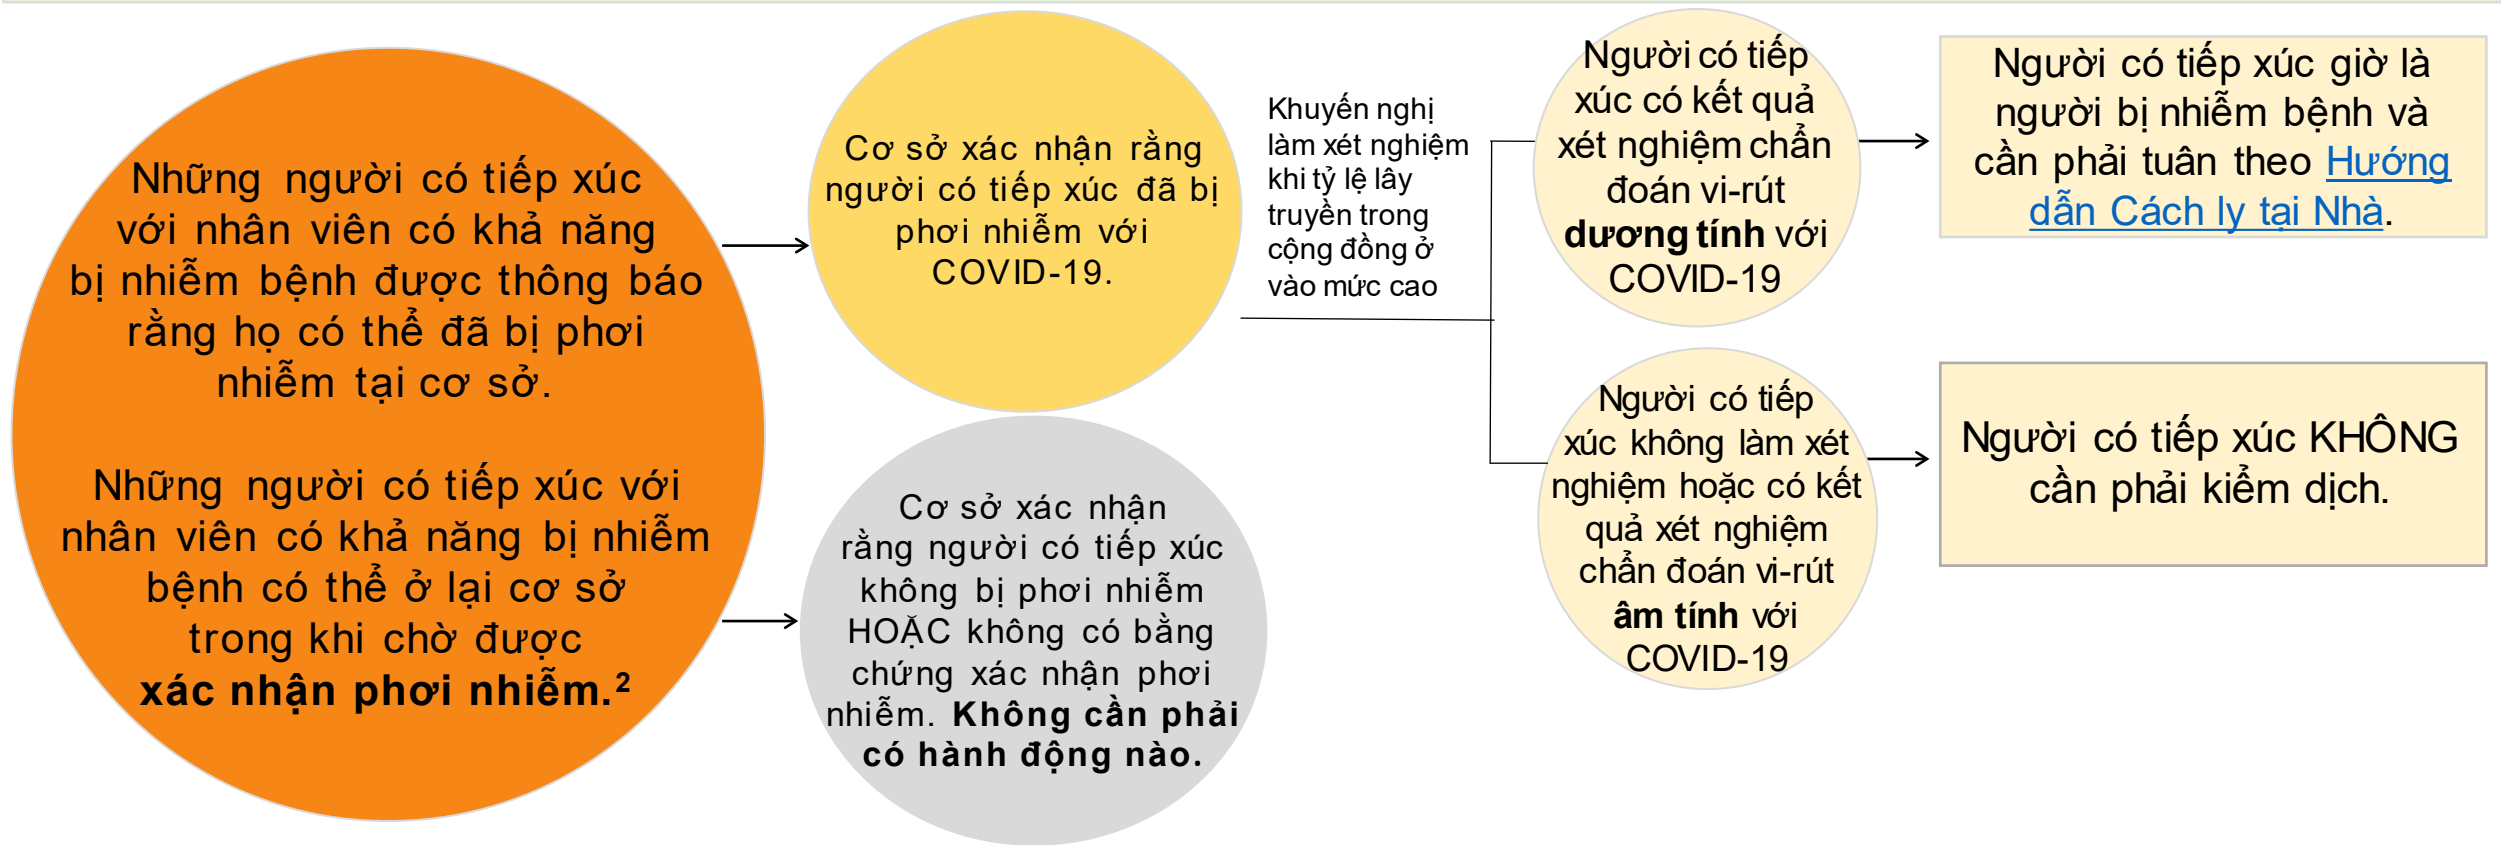 Những người có tiếp xúc
với nhân viên có khả năng
bị nhiễm bệnh được thông báo
rằng họ có thể đã bị phơi
nhiễm tại cơ sở.
Những người có tiếp xúc với
nhân viên có khả năng bị nhiễm
bệnh có thể ở lại cơ sở
trong khi chờ được
xác nhận phơi nhiễm.²
Cơ sở xác nhận rằng
người có tiếp xúc đã bị
phơi nhiễm với
COVID-19.
Cơ sở xác nhận
rằng người có tiếp xúc
không bị phơi nhiễm
HOẶC không có bằng
chứng xác nhận phơi
nhiễm. Không cần phải
có hành động nào.
Khuyến nghị
làm xét nghiệm
khi tỷ lệ lây
truyền trong
cộng đồng ở
vào mức cao
Người có tiếp
xúc có kết quả
xét nghiệm chẩn
đoán vi-rút
dương tính với
COVID-19
Người có tiếp xúc giờ là
người bị nhiễm bệnh và
cần phải tuân theo Hướng
dẫn Cách ly tại Nhà.
Người có tiếp
xúc không làm xét
nghiệm hoặc có kết
quả xét nghiệm
chẩn đoán vi-rút
âm tính với
COVID-19
Người có tiếp xúc KHÔNG
cần phải kiểm dịch.